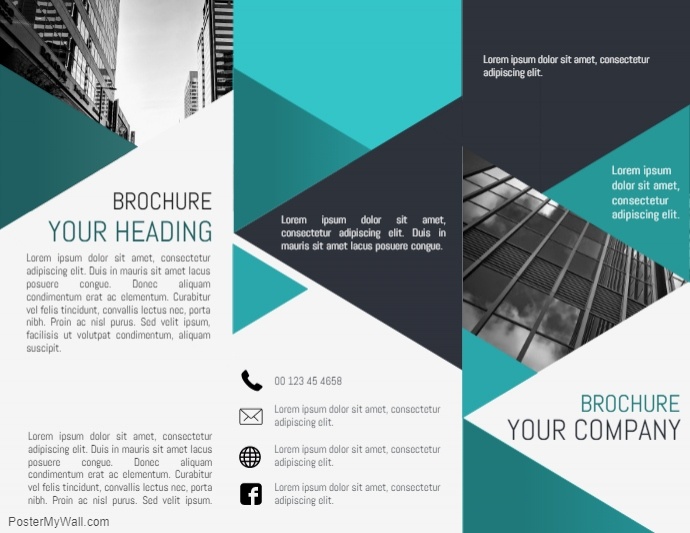 BROCHURE
YOUR HEADING
Lorem ipsum dolor sit amet, consectetur
adipiscing elit. Duis in mauris sit amet lacus
posuere congue. Donec aliquam
condimentum erat ac elementum. Curabitur
vel felis tincidunt, convallis lectus nec, porta
nibh. Proin ac nisl purus. Sed velit ipsum,
facilisis ut volutpat condimentum, aliquam
suscipit.
Lorem ipsum dolor sit amet, consectetur
adipiscing elit. Duis in mauris sit amet lacus
posuere congue. Donec aliquam
condimentum erat ac elementum. Curabitur
vel felis tincidunt, convallis lectus nec, porta
nibh. Proin ac nisl purus. Sed velit ipsum.
PosterMyWall.com
Lorem ipsum dolor sit amet,
consectetur adipiscing elit. Duis in
mauris sit amet lacus posuere congue.
00 123 45 4658
Lorem ipsum dolor sit amet, consectetur
adipiscing elit.
Lorem ipsum dolor sit amet, consectetur
adipiscing elit.
Lorem ipsum dolor sit amet, consectetur
adipiscing elit.
Lorem ipsum dolor sit amet, consectetur
adipiscing elit.
Lorem ipsum
dolor sit amet,
consectetur
adipiscing elit.
BROCHURE
YOUR COMPANY